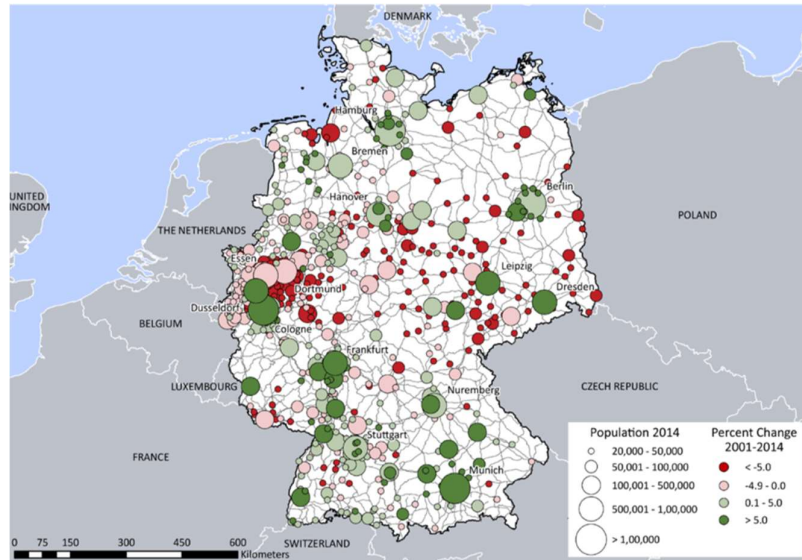 DENMARK
Hamburg
Bremen
Berlin
UNITED
KINGDOM
Hanover
POLAND
THE NETHERLANDS
Essen
Leipzig
Dortmund
Dresden
Dusseldorf
BELGIUM
Cologne
Frankfurt
LUXEMBOURG
CZECH REPUBLIC
Nuremberg
Stuttgart
FRANCE
Munich
SWITZERLAND
0 75 150 300 450 600
Kilometers
Population 2014
20,000 - 50,000
50,001 - 100,000
100,001 - 500,000
500,001 - 1,00,000
> 1,00,000
Percent Change
2001-2014
< -5.0
-4.9 - 0.0
0.1 - 5.0
> 5.0